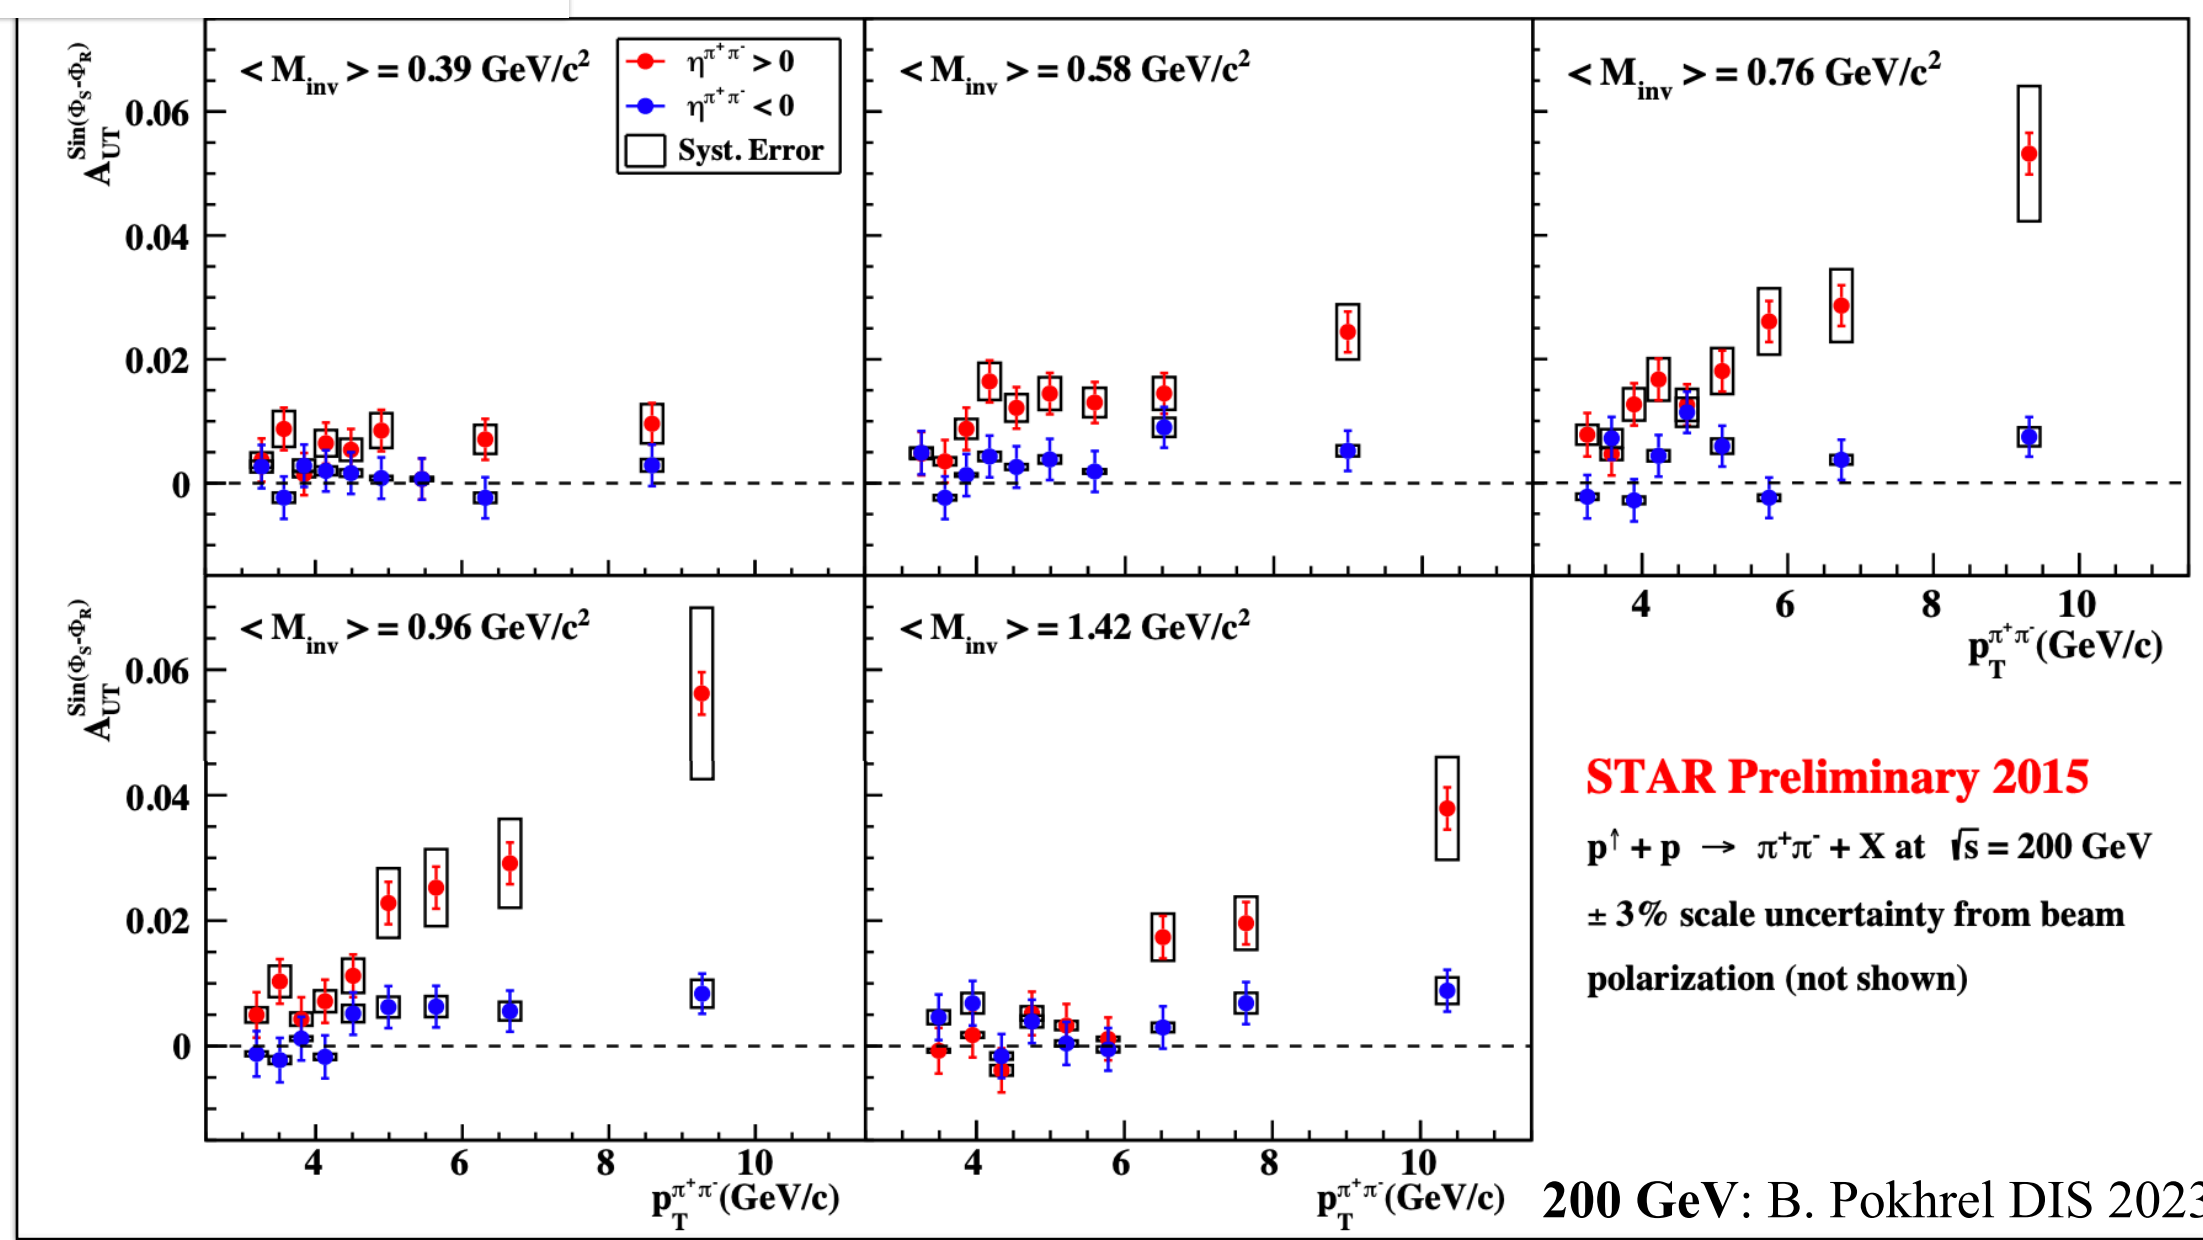 < M_inv > = 0.39 GeV/c²
η^π⁺π⁻ > 0
η^π⁺π⁻ < 0
Syst. Error
< M_inv > = 0.58 GeV/c²
< M_inv > = 0.76 GeV/c²
A_UT^Sin(Φ_S-Φ_R)
0.06
0.04
0.02
0
4 6 8 10
p_T^π⁺π⁻ (GeV/c)
< M_inv > = 0.96 GeV/c²
< M_inv > = 1.42 GeV/c²
A_UT^Sin(Φ_S-Φ_R)
0.06
0.04
0.02
0
4 6 8 10
p_T^π⁺π⁻ (GeV/c)
4 6 8 10
p_T^π⁺π⁻ (GeV/c)
STAR Preliminary 2015
p↑ + p → π⁺π⁻ + X at √s = 200 GeV
± 3% scale uncertainty from beam
polarization (not shown)
200 GeV: B. Pokhrel DIS 2023